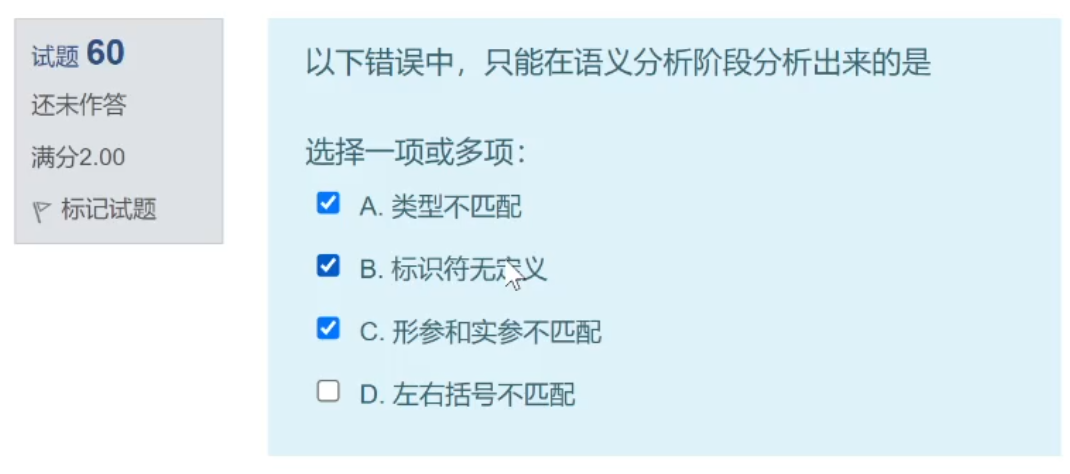 试题 60
还未作答
满分2.00
标记试题
以下错误中，只能在语义分析阶段分析出来的是
选择一项或多项：
A. 类型不匹配
B. 标识符无定义
C. 形参和实参不匹配
D. 左右括号不匹配